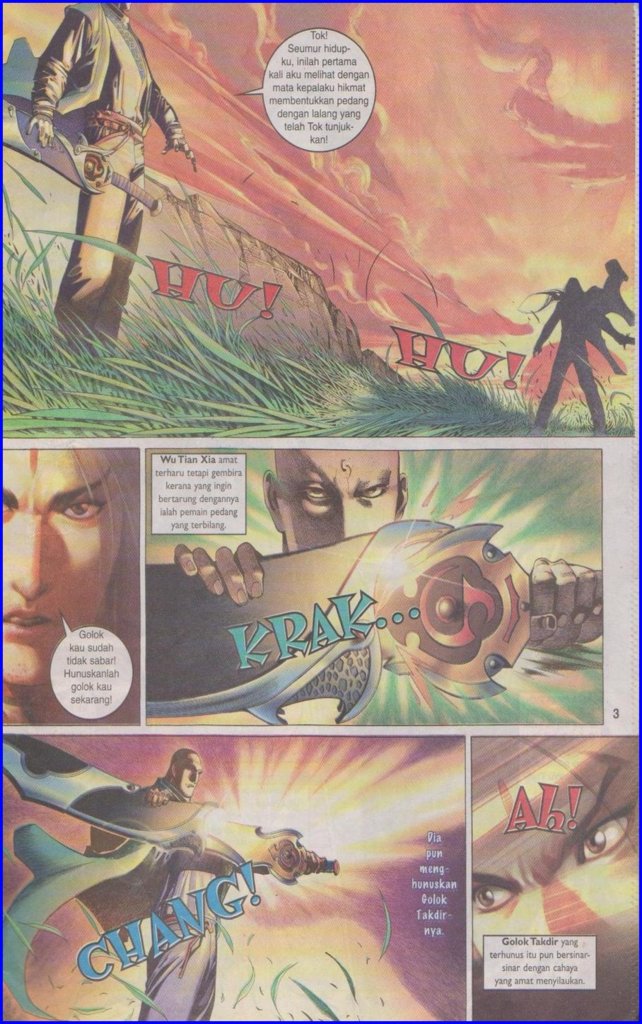 Tok!
Seumur hidup-
ku, inilah pertama
kali aku melihat dengan
mata kepalaku hikmat
membentukkan pedang
dengan lalang yang
telah Tok tunjuk-
kan!
HU!
HU!
Wu Tian Xia amat
terharu tetapi gembira
kerana yang ingin
bertarung dengannya
ialah pemain pedang
yang terbilang.
Golok
kau sudah
tidak sabar!
Hunuskanlah
golok kau
sekarang!
KRAK...
3
CHANG!
Dia
pun
meng-
hunuskan
Golok
Takdir-
nya.
Ah!
Golok Takdir yang
terhunus itu pun bersinar-
sinar dengan cahaya
yang amat menyilaukan.